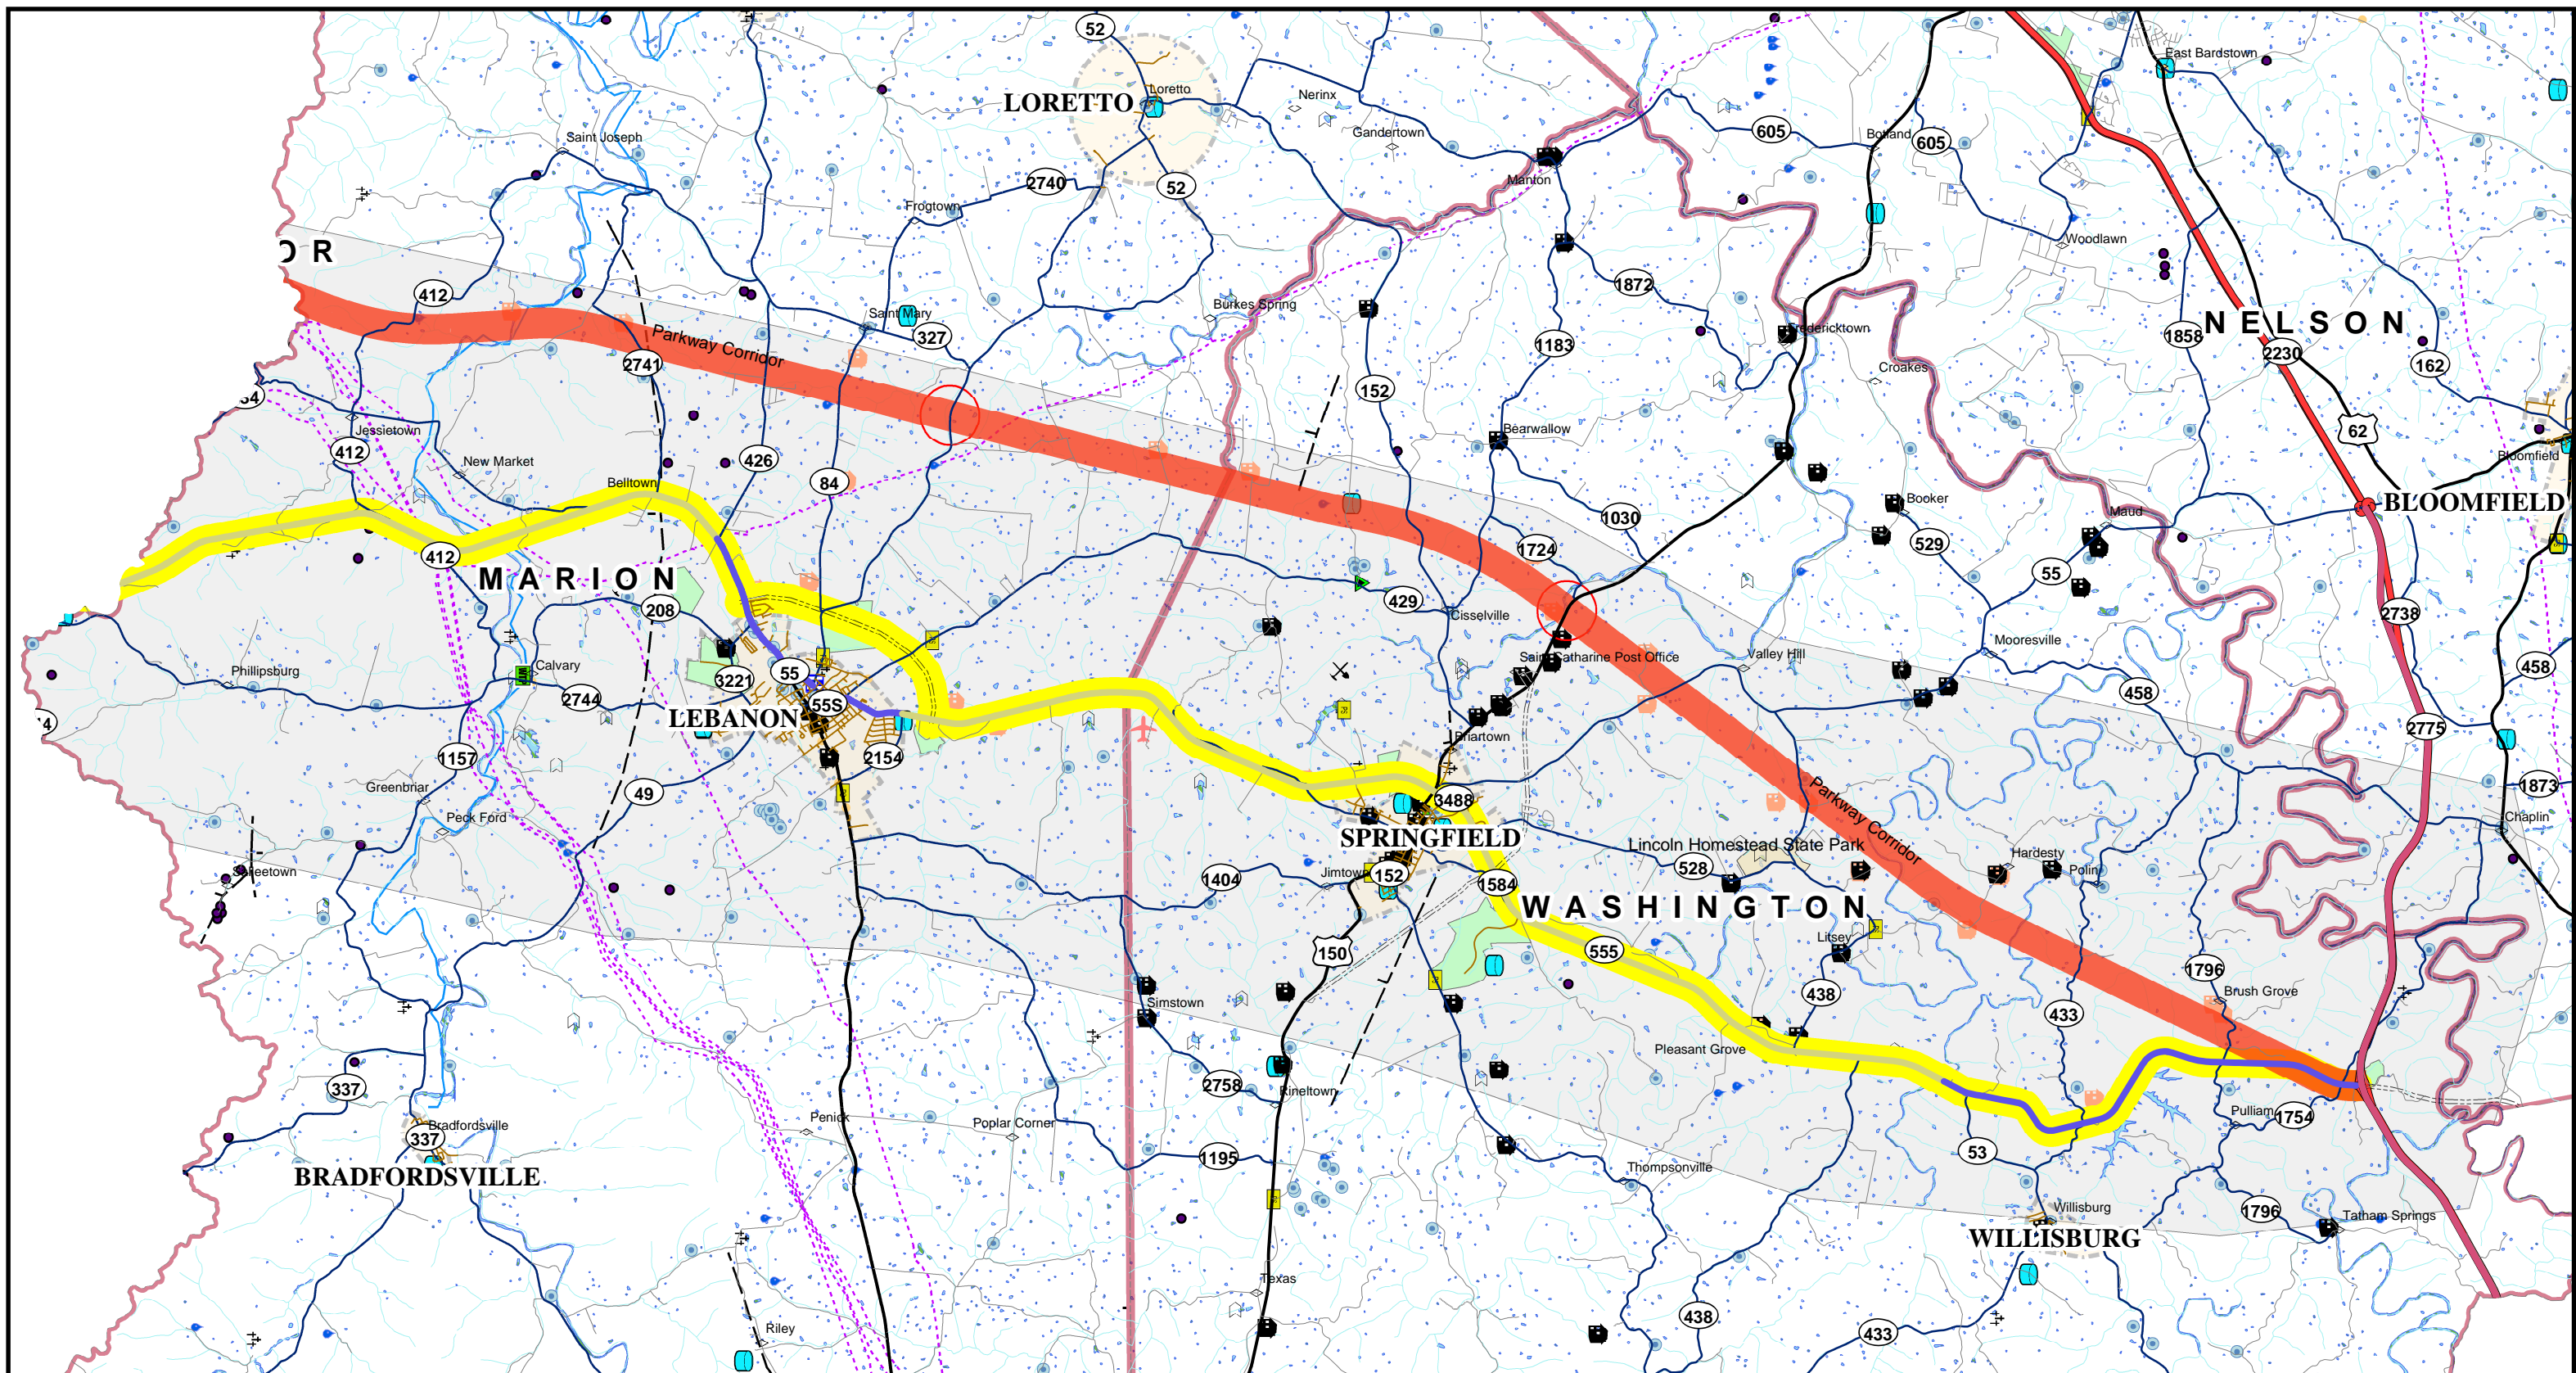 52
East Bardstown
Loretto
LORETTO
Nerinx
Gandertown
605
Botland
605
Saint Joseph
Manton
2740
52
Frogtown
Woodlawn
OR
412
Saint Mary
327
Burkes Spring
1872
Fredericktown
1183
1858
NELSON
2230
162
Parkway Corridor
2741
152
Croakes
Jessietown
412
New Market
426
84
Belltown
Bearwallow
62
Bloomfield
BLOOMFIELD
Booker
1030
529
Maud
412
1724
55
MARION
208
429
Cisselville
2738
Mooresville
Phillipsburg
Calvary
2744
3221
55
55S
LEBANON
Saint Catharine Post Office
Valley Hill
458
458
2775
1157
2154
Briartown
49
Greenbriar
Peck Ford
3488
Parkway Corridor
1873
Chaplin
SPRINGFIELD
Lincoln Homestead State Park
528
Hardesty
Polin
1404
Jimtown
152
1584
WASHINGTON
Litsey
150
555
438
1796
Brush Grove
433
Simstown
Pleasant Grove
337
2758
Rineltown
Penick
Poplar Corner
Pulliam
1754
Bradfordsville
337
BRADFORDSVILLE
1195
53
Thompsonville
Willisburg
WILLISBURG
1796
Tatham Springs
Texas
438
433
Riley